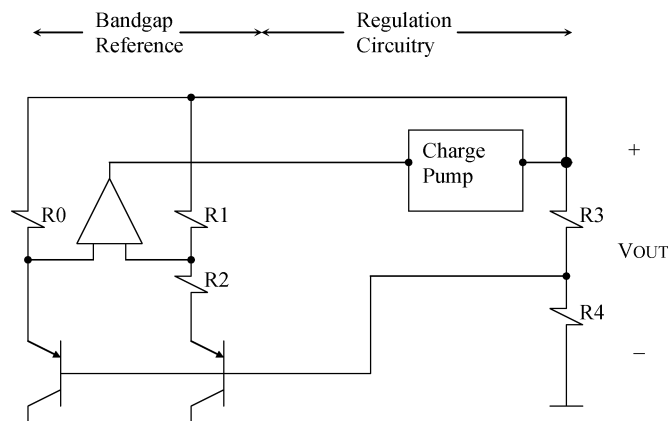 Bandgap
Reference
Regulation
Circuitry
Charge
Pump
+
R0
R1
R3
VOUT
R2
R4
−